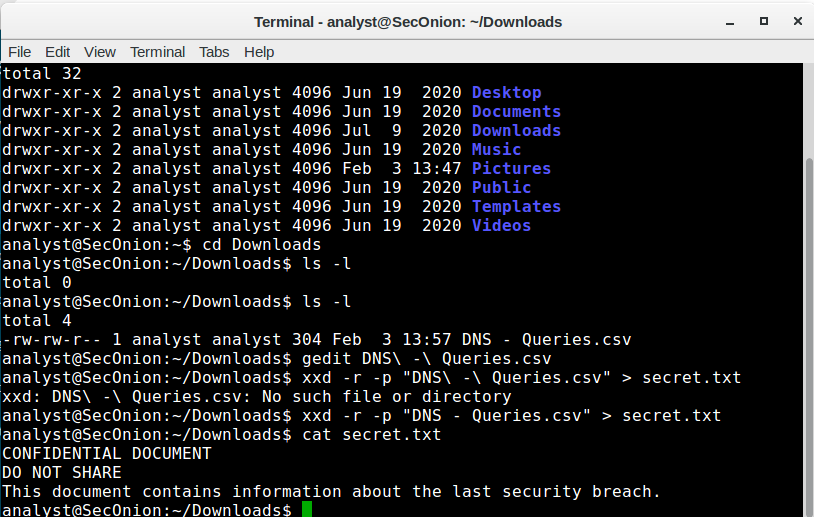 Terminal - analyst@SecOnion: ~/Downloads
File Edit View Terminal Tabs Help
total 32
drwxr-xr-x 2 analyst analyst 4096 Jun 19  2020 Desktop
drwxr-xr-x 2 analyst analyst 4096 Jun 19  2020 Documents
drwxr-xr-x 2 analyst analyst 4096 Jul  9  2020 Downloads
drwxr-xr-x 2 analyst analyst 4096 Jun 19  2020 Music
drwxr-xr-x 2 analyst analyst 4096 Feb  3 13:47 Pictures
drwxr-xr-x 2 analyst analyst 4096 Jun 19  2020 Public
drwxr-xr-x 2 analyst analyst 4096 Jun 19  2020 Templates
drwxr-xr-x 2 analyst analyst 4096 Jun 19  2020 Videos
analyst@SecOnion:~$ cd Downloads
analyst@SecOnion:~/Downloads$ ls -l
total 0
analyst@SecOnion:~/Downloads$ ls -l
total 4
-rw-rw-r-- 1 analyst analyst 304 Feb  3 13:57 DNS - Queries.csv
analyst@SecOnion:~/Downloads$ gedit DNS\ -\ Queries.csv
analyst@SecOnion:~/Downloads$ xxd -r -p "DNS\ -\ Queries.csv" > secret.txt
xxd: DNS\ -\ Queries.csv: No such file or directory
analyst@SecOnion:~/Downloads$ xxd -r -p "DNS - Queries.csv" > secret.txt
analyst@SecOnion:~/Downloads$ cat secret.txt
CONFIDENTIAL DOCUMENT
DO NOT SHARE
This document contains information about the last security breach.
analyst@SecOnion:~/Downloads$